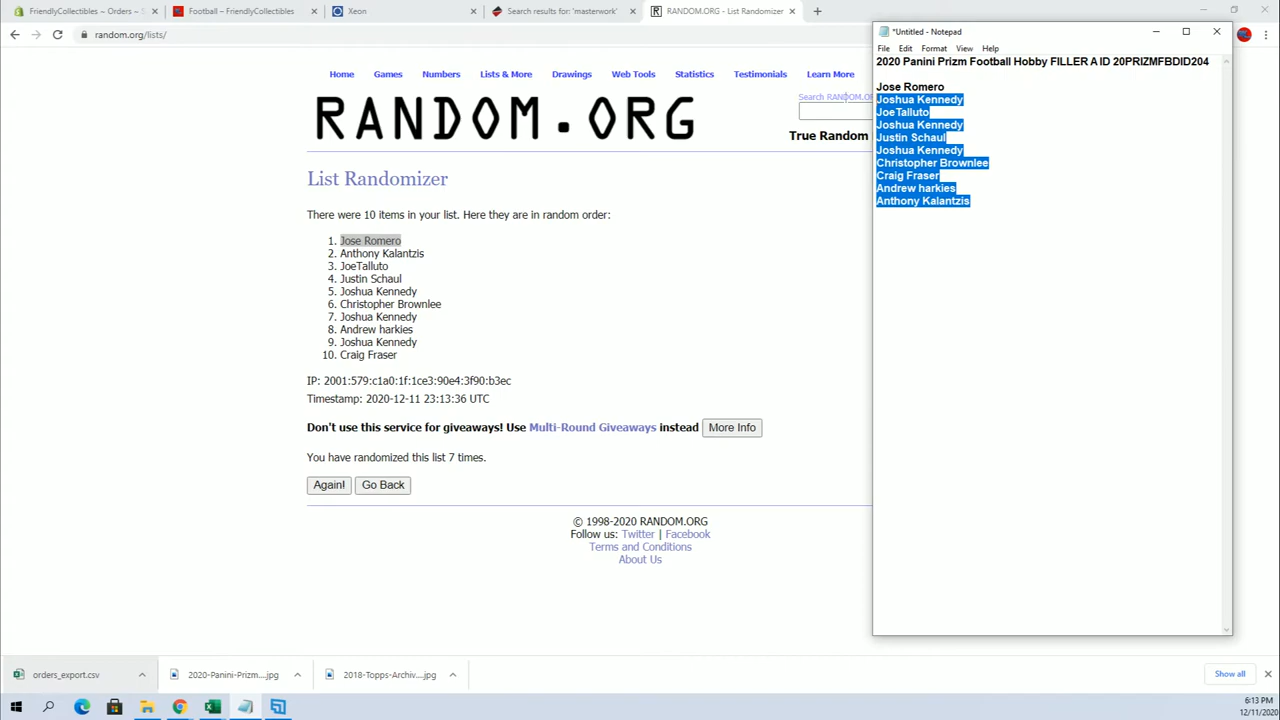 FriendlyCollectibles ~ Orders ~ S
Football – FriendlyCollectibles
Xeon
Search results for: 'masterwork'
RANDOM.ORG - List Randomizer
random.org/lists/
Home Games Numbers Lists & More Drawings Web Tools Statistics Testimonials Learn More
RANDOM.ORG
Search RANDOM.OR
True Random
List Randomizer
There were 10 items in your list. Here they are in random order:
1. Jose Romero
2. Anthony Kalantzis
3. JoeTalluto
4. Justin Schaul
5. Joshua Kennedy
6. Christopher Brownlee
7. Joshua Kennedy
8. Andrew harkies
9. Joshua Kennedy
10. Craig Fraser
IP: 2001:579:c1a0:1f:1ce3:90e4:3f90:b3ec
Timestamp: 2020-12-11 23:13:36 UTC
Don't use this service for giveaways! Use Multi-Round Giveaways instead More Info
You have randomized this list 7 times.
Again! Go Back
© 1998-2020 RANDOM.ORG
Follow us: Twitter | Facebook
Terms and Conditions
About Us
*Untitled - Notepad
File Edit Format View Help
2020 Panini Prizm Football Hobby FILLER A ID 20PRIZMFBDID204
Jose Romero
Joshua Kennedy
JoeTalluto
Joshua Kennedy
Justin Schaul
Joshua Kennedy
Christopher Brownlee
Craig Fraser
Andrew harkies
Anthony Kalantzis
orders_export.csv
2020-Panini-Prizm....jpg
2018-Topps-Archiv....jpg
Show all
6:13 PM
12/11/2020